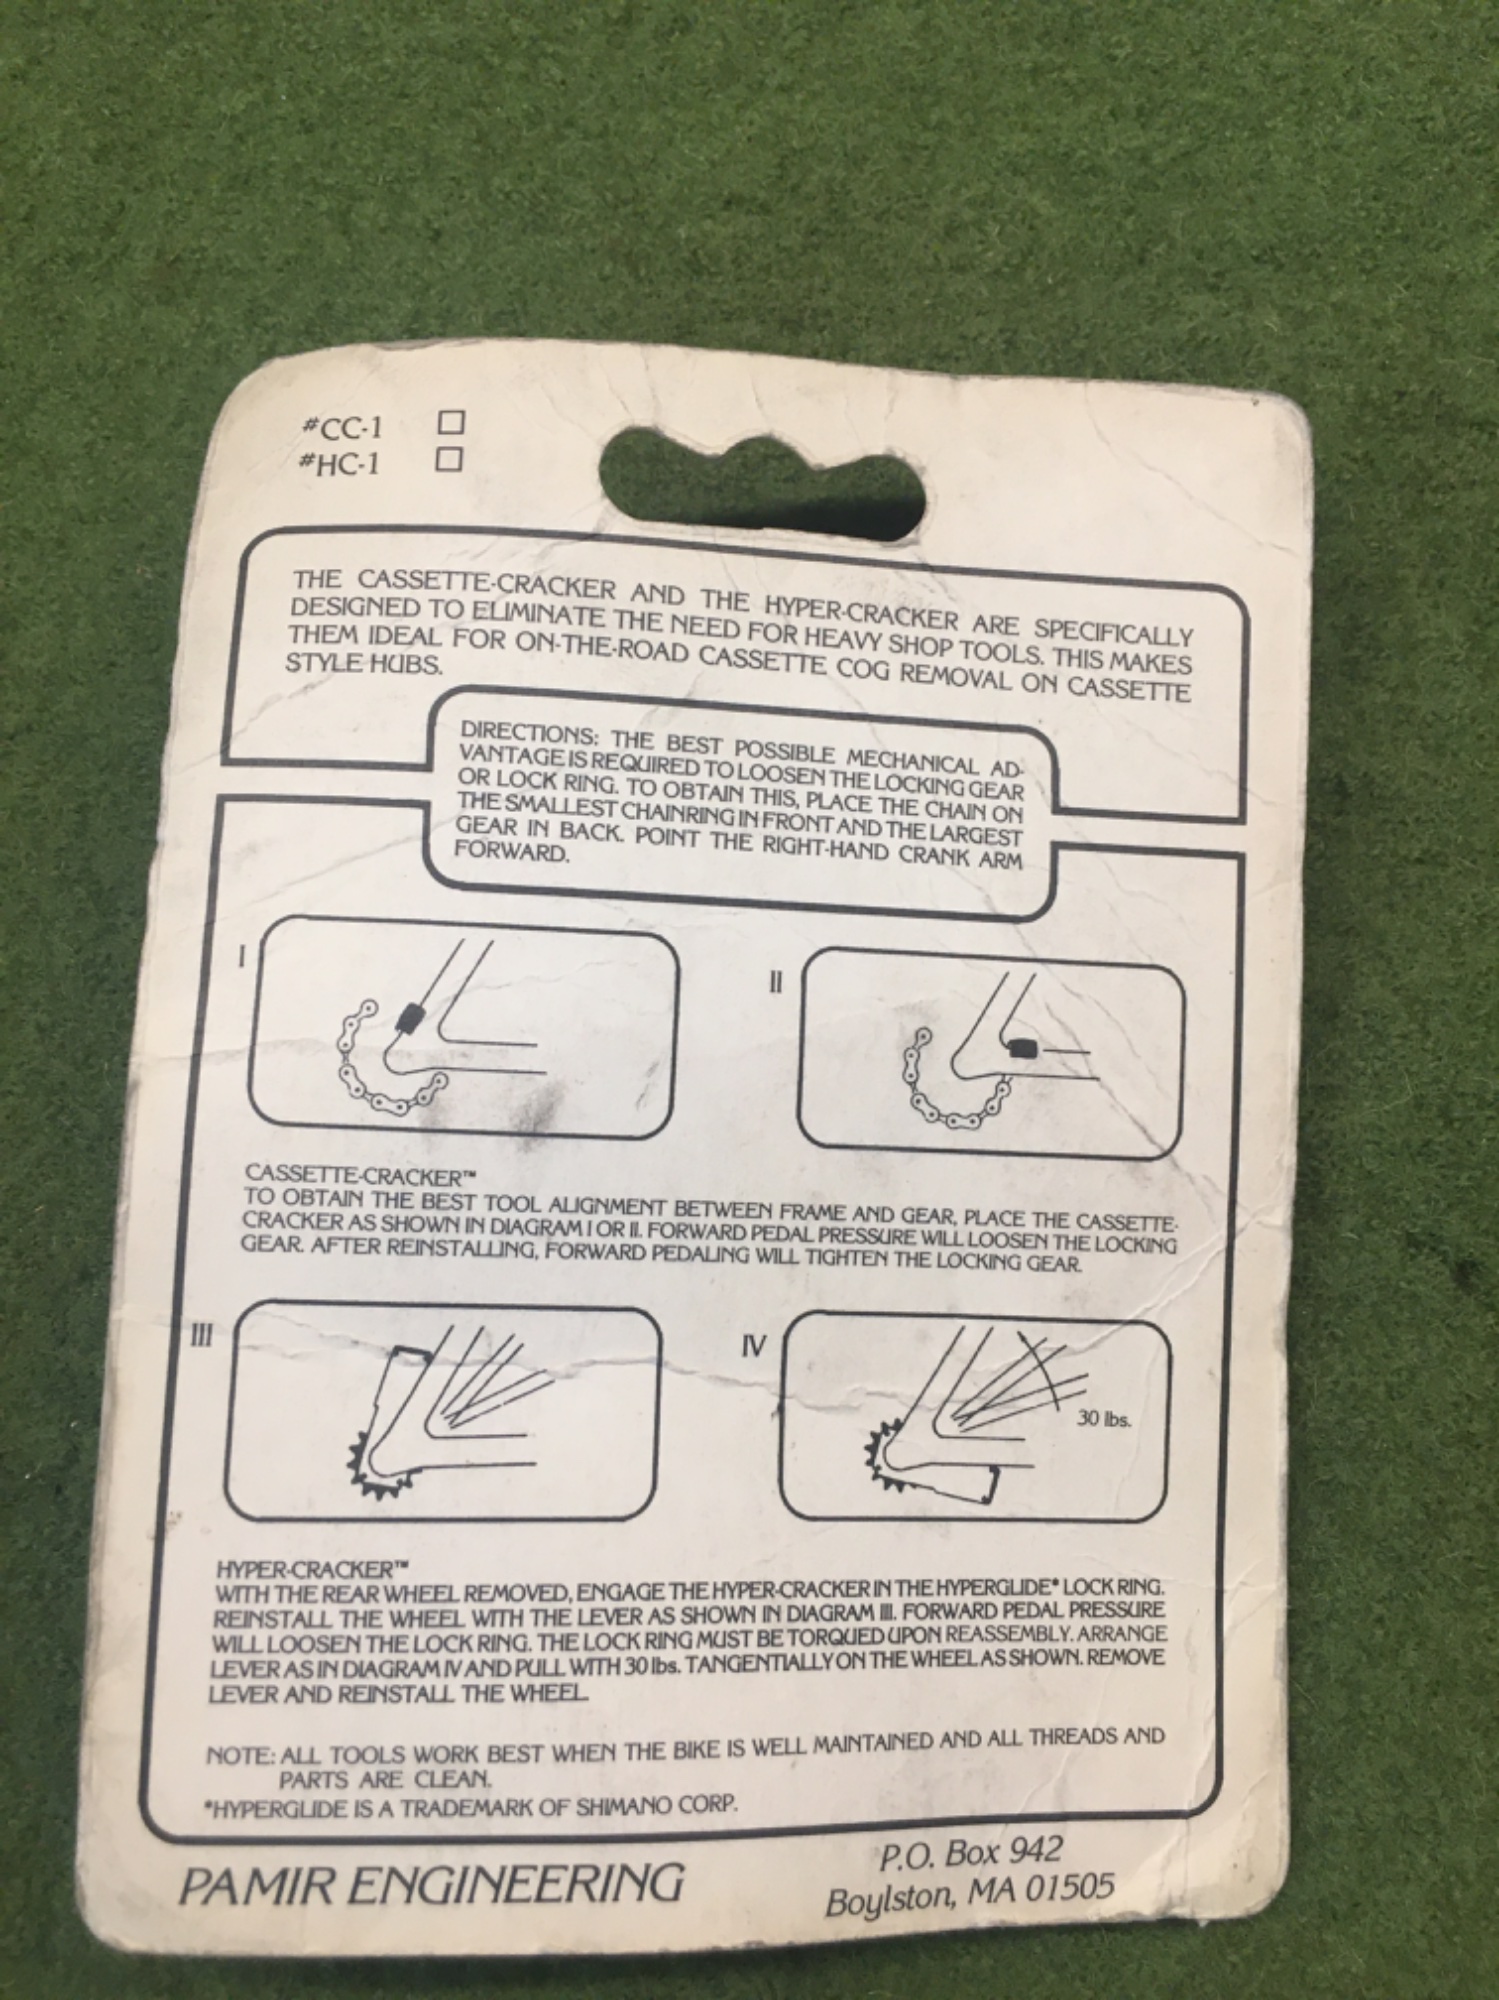 #CC-1 □
#HC-1 □
THE CASSETTE-CRACKER AND THE HYPER-CRACKER ARE SPECIFICALLY
DESIGNED TO ELIMINATE THE NEED FOR HEAVY SHOP TOOLS. THIS MAKES
THEM IDEAL FOR ON-THE-ROAD CASSETTE COG REMOVAL ON CASSETTE
STYLE HUBS.
DIRECTIONS: THE BEST POSSIBLE MECHANICAL AD-
VANTAGE IS REQUIRED TO LOOSEN THE LOCKING GEAR
OR LOCK RING. TO OBTAIN THIS, PLACE THE CHAIN ON
THE SMALLEST CHAINRING IN FRONT AND THE LARGEST
GEAR IN BACK. POINT THE RIGHT-HAND CRANK ARM
FORWARD.
I
II
CASSETTE-CRACKER™
TO OBTAIN THE BEST TOOL ALIGNMENT BETWEEN FRAME AND GEAR, PLACE THE CASSETTE-
CRACKER AS SHOWN IN DIAGRAM I OR II. FORWARD PEDAL PRESSURE WILL LOOSEN THE LOCKING
GEAR. AFTER REINSTALLING, FORWARD PEDALING WILL TIGHTEN THE LOCKING GEAR.
III
IV
30 lbs.
HYPER-CRACKER™
WITH THE REAR WHEEL REMOVED, ENGAGE THE HYPER-CRACKER IN THE HYPERGLIDE* LOCK RING.
REINSTALL THE WHEEL WITH THE LEVER AS SHOWN IN DIAGRAM III. FORWARD PEDAL PRESSURE
WILL LOOSEN THE LOCK RING. THE LOCK RING MUST BE TORQUED UPON REASSEMBLY. ARRANGE
LEVER AS IN DIAGRAM IV AND PULL WITH 30 lbs. TANGENTIALLY ON THE WHEEL AS SHOWN. REMOVE
LEVER AND REINSTALL THE WHEEL.
NOTE: ALL TOOLS WORK BEST WHEN THE BIKE IS WELL MAINTAINED AND ALL THREADS AND
PARTS ARE CLEAN.
*HYPERGLIDE IS A TRADEMARK OF SHIMANO CORP.
PAMIR ENGINEERING
P.O. Box 942
Boylston, MA 01505